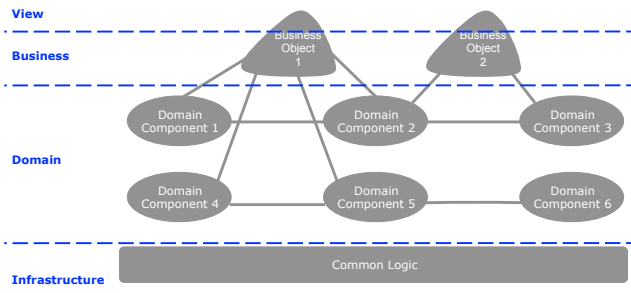 View
Business
Object
1
Business
Object
2
Business
Domain
Component 1
Domain
Component 2
Domain
Component 3
Domain
Domain
Component 4
Domain
Component 5
Domain
Component 6
Common Logic
Infrastructure